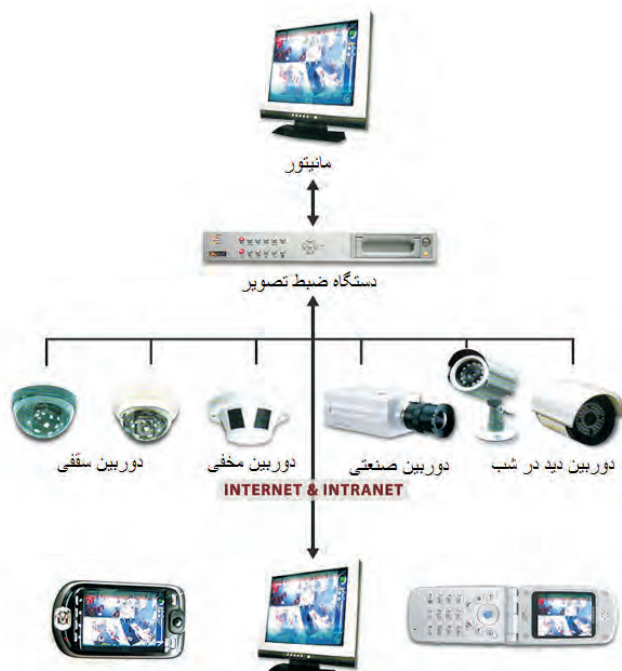 مانیتور
دستگاه ضبط تصویر
دوربین دید در شب
دوربین صنعتی
دوربین مخفی
دوربین سقفی
INTERNET & INTRANET